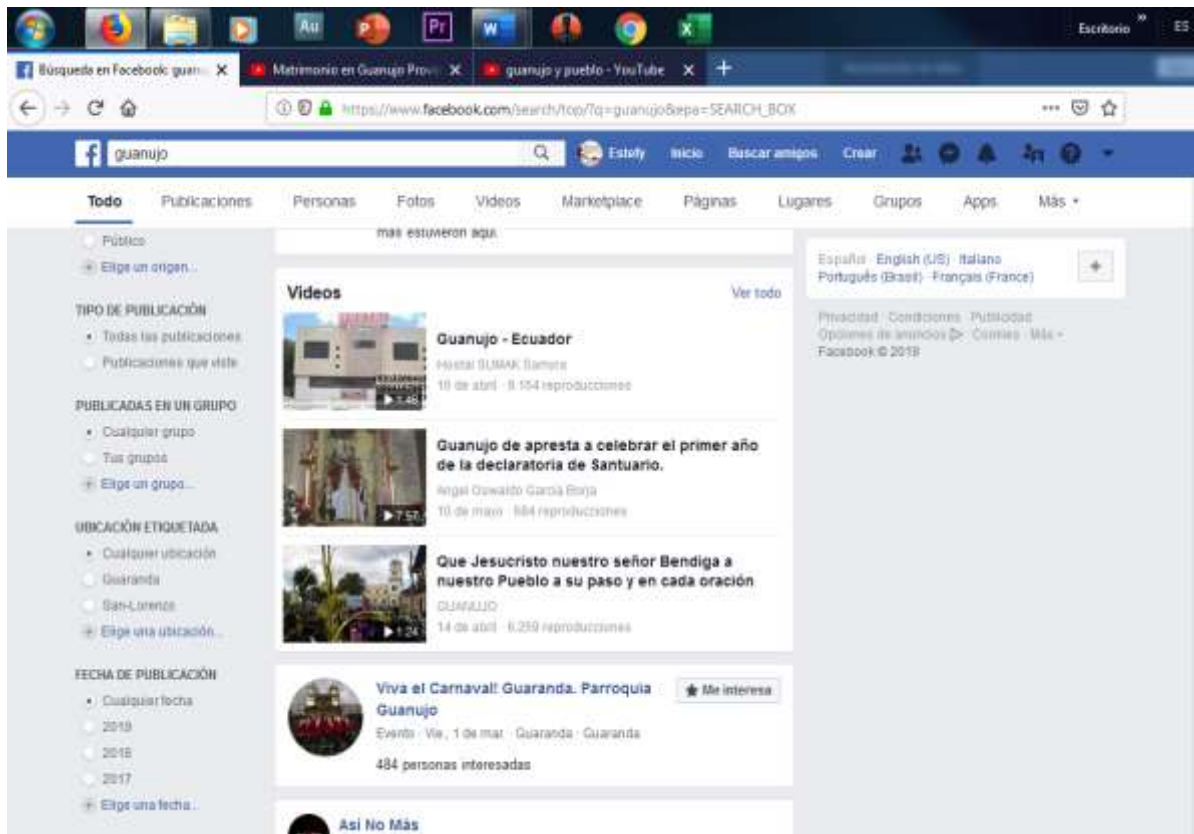 Au
Pr
Escritorio
ES
Búsqueda en Facebook: guan
Matrimonio en Guanujo Provi
guanujo y pueblo - YouTube
https://www.facebook.com/search/top/?q=guanujo&epa=SEARCH_BOX
guanujo
Estefy
Inicio
Buscar amigos
Crear
Todo
Publicaciones
Personas
Fotos
Videos
Marketplace
Páginas
Lugares
Grupos
Apps
Más
Público
Elige un origen...
TIPO DE PUBLICACIÓN
Todas las publicaciones
Publicaciones que viste
PUBLICADAS EN UN GRUPO
Cualquier grupo
Tus grupos
Elige un grupo...
UBICACIÓN ETIQUETADA
Cualquier ubicación
Guaranda
San-Lorenzo
Elige una ubicación...
FECHA DE PUBLICACIÓN
Cualquier fecha
2019
2018
2017
Elige una fecha...
más estuvieron aquí.
Videos
Ver todo
Guanujo - Ecuador
Hostal SUMAK Samary
de abril · reproducciones
1:46
Guanujo de apresta a celebrar el primer año
de la declaratoria de Santuario.
Angel Oswaldo García Borja
10 de mayo · reproducciones
7:57
Que Jesucristo nuestro señor Bendiga a
nuestro Pueblo a su paso y en cada oración
GUANUJO
14 de abril · 6.259 reproducciones
1:24
Viva el Carnaval! Guaranda. Parroquia
Guanujo
Evento · Vie., 1 de mar. · Guaranda · Guaranda
484 personas interesadas
Me interesa
Así No Más
Español · English (US) · Italiano
Português (Brasil) · Français (France)
Privacidad · Condiciones · Publicidad
Opciones de anuncios · Cookies · Más
Facebook © 2019